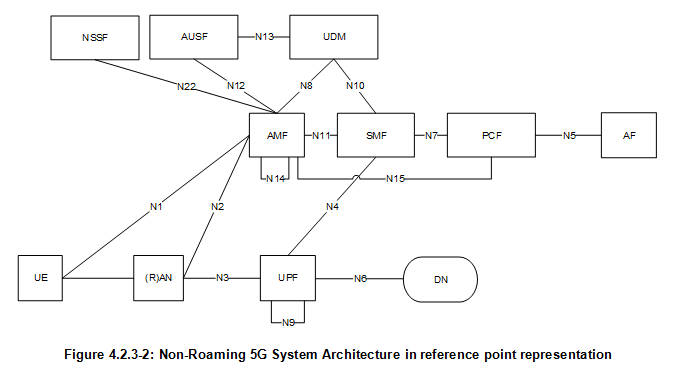 NSSF
AUSF
N13
UDM
N22
N12
N8
N10
AMF
N11
SMF
N7
PCF
N5
AF
N14
N15
N1
N2
N4
UE
(R)AN
N3
UPF
N6
DN
N9
Figure 4.2.3-2: Non-Roaming 5G System Architecture in reference point representation